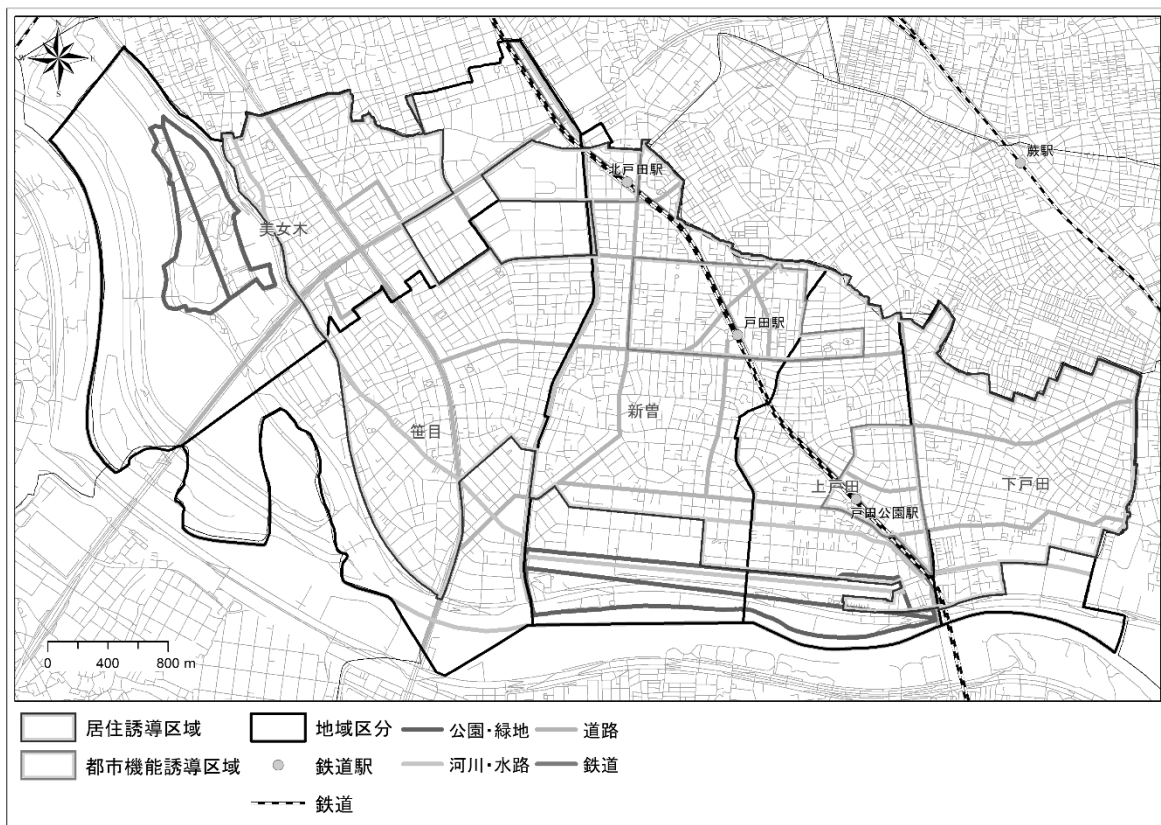 N
W
E
S
北戸田駅
蕨駅
美女木
戸田駅
笹目
新曽
上戸田
下戸田
戸田公園駅
0 400 800 m
居住誘導区域
地域区分
公園・緑地
道路
都市機能誘導区域
鉄道駅
河川・水路
鉄道
鉄道